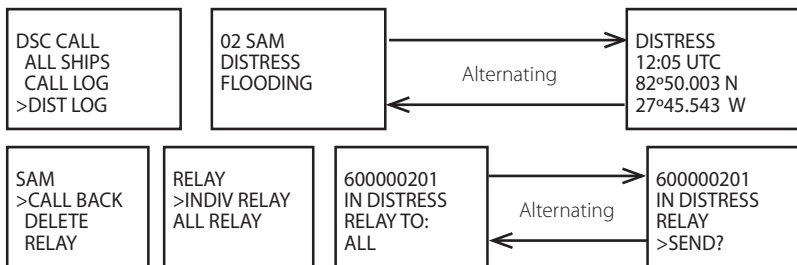 DSC CALL
ALL SHIPS
CALL LOG
>DIST LOG
02 SAM
DISTRESS
FLOODING
Alternating
DISTRESS
12:05 UTC
82º50.003 N
27º45.543 W
SAM
>CALL BACK
DELETE
RELAY
RELAY
>INDIV RELAY
ALL RELAY
600000201
IN DISTRESS
RELAY TO:
ALL
Alternating
600000201
IN DISTRESS
RELAY
>SEND?